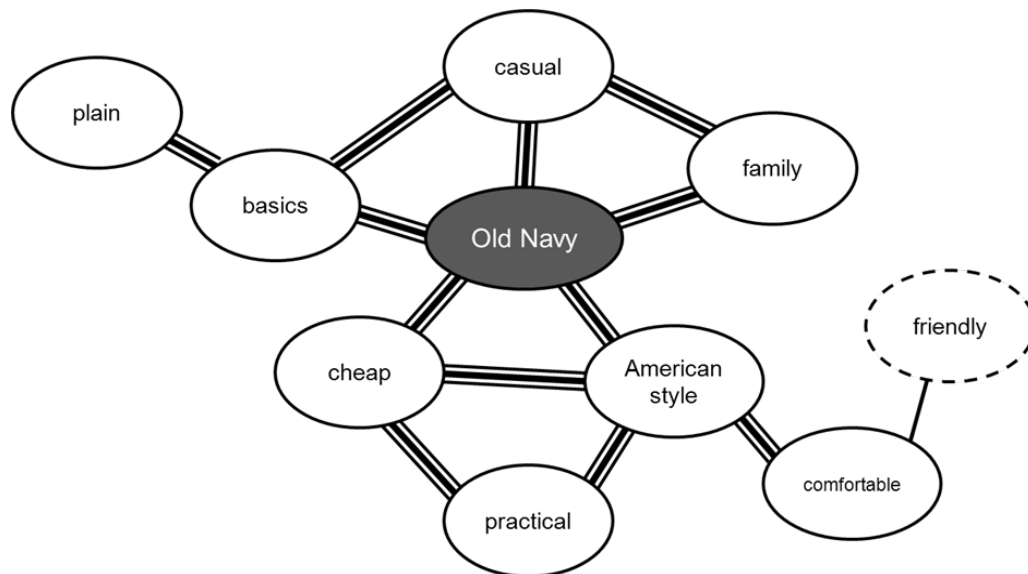 casual
plain
family
basics
Old Navy
friendly
cheap
American
style
comfortable
practical